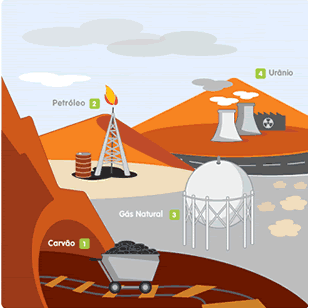 4 Urânio
Petróleo 2
Gás Natural 3
Carvão 1